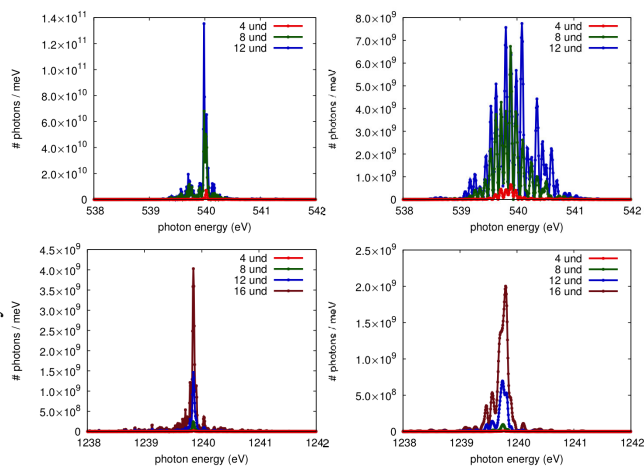 1.4×10¹¹
1.2×10¹¹
1.0×10¹¹
8.0×10¹⁰
6.0×10¹⁰
4.0×10¹⁰
2.0×10¹⁰
0
538 539 540 541 542
photon energy (eV)
# photons / meV
4 und
8 und
12 und
8.0×10⁹
7.0×10⁹
6.0×10⁹
5.0×10⁹
4.0×10⁹
3.0×10⁹
2.0×10⁹
1.0×10⁹
0
538 539 540 541 542
photon energy (eV)
# photons / meV
4 und
8 und
12 und
4.5×10⁹
4.0×10⁹
3.5×10⁹
3.0×10⁹
2.5×10⁹
2.0×10⁹
1.5×10⁹
1.0×10⁹
5.0×10⁸
0
1238 1239 1240 1241 1242
photon energy (eV)
# photons / meV
4 und
8 und
12 und
16 und
2.5×10⁹
2.0×10⁹
1.5×10⁹
1.0×10⁹
5.0×10⁸
0
1238 1239 1240 1241 1242
photon energy (eV)
# photons / meV
4 und
8 und
12 und
16 und